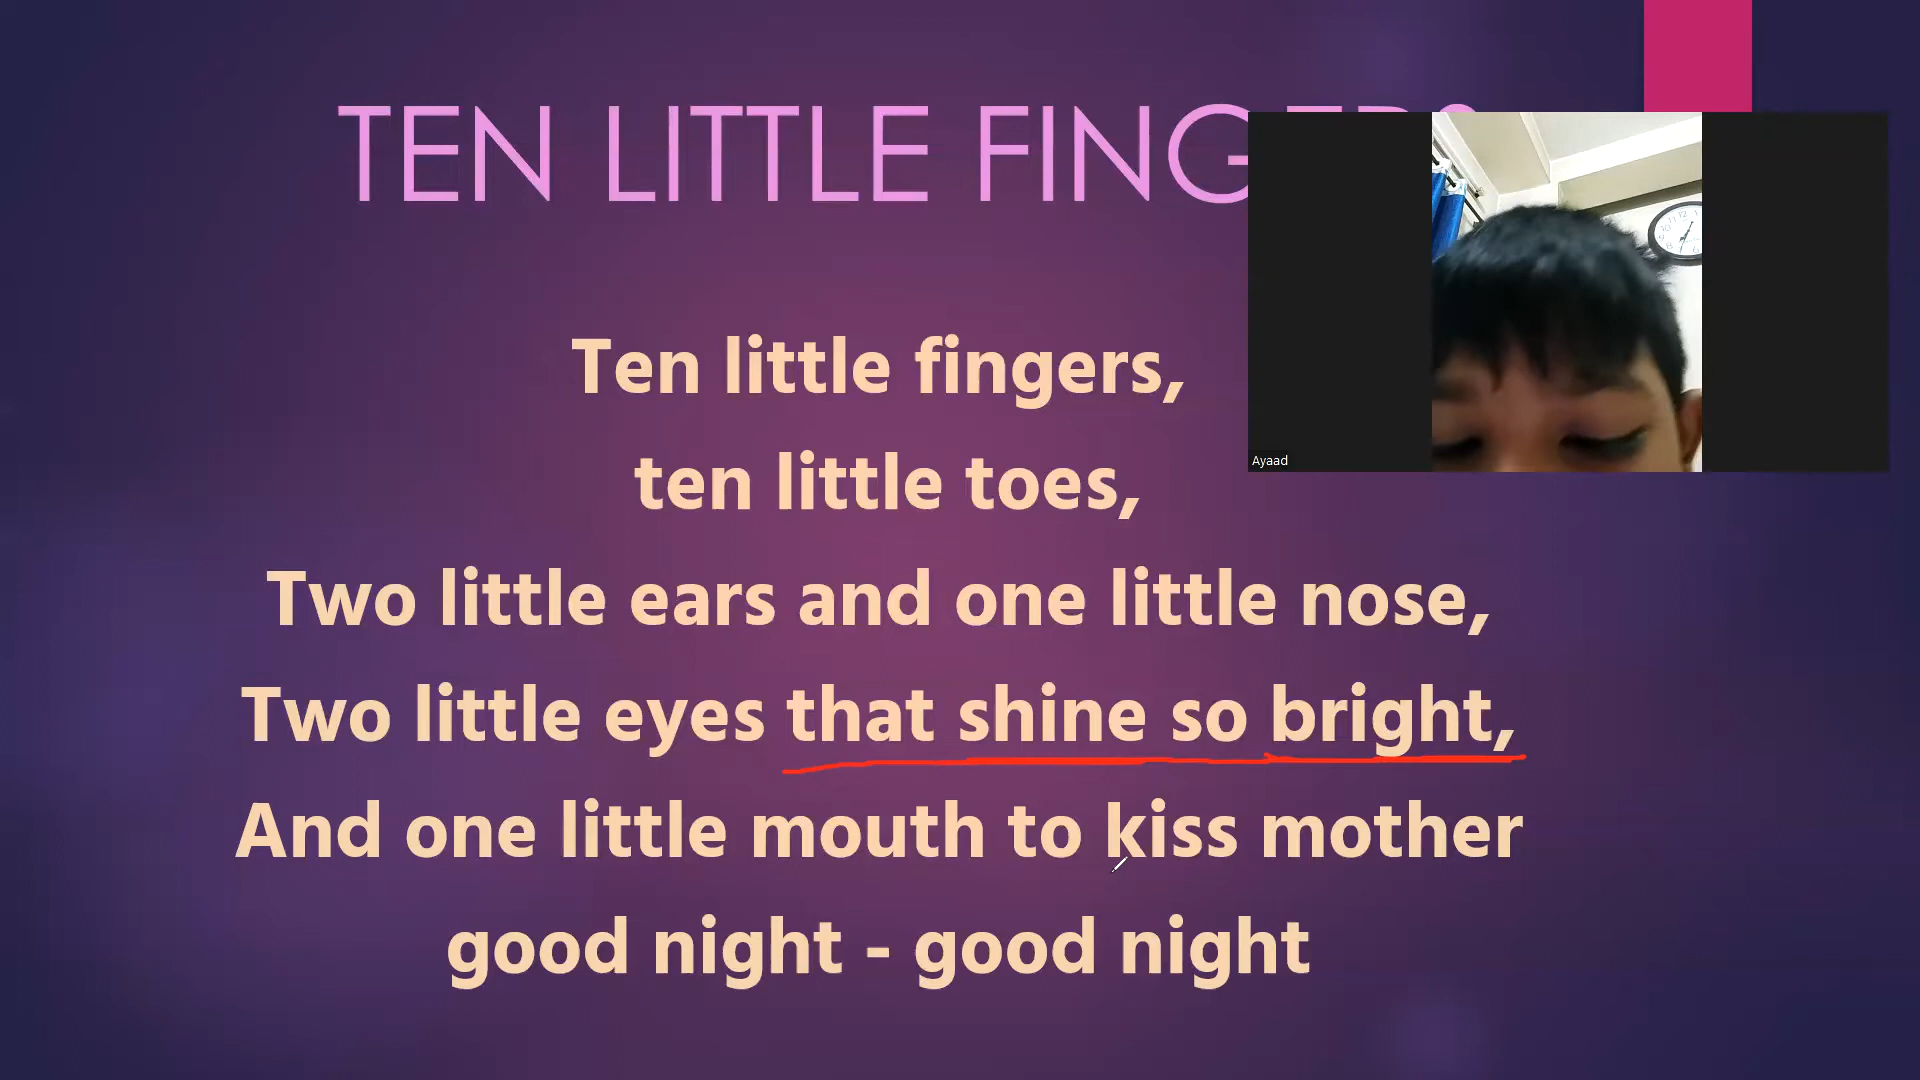 TEN LITTLE
Ten little fingers,
ten little toes,
Two little ears and one little nose,
Two little eyes that shine so bright,
And one little mouth to kiss mother
good night - good night
Ayaad